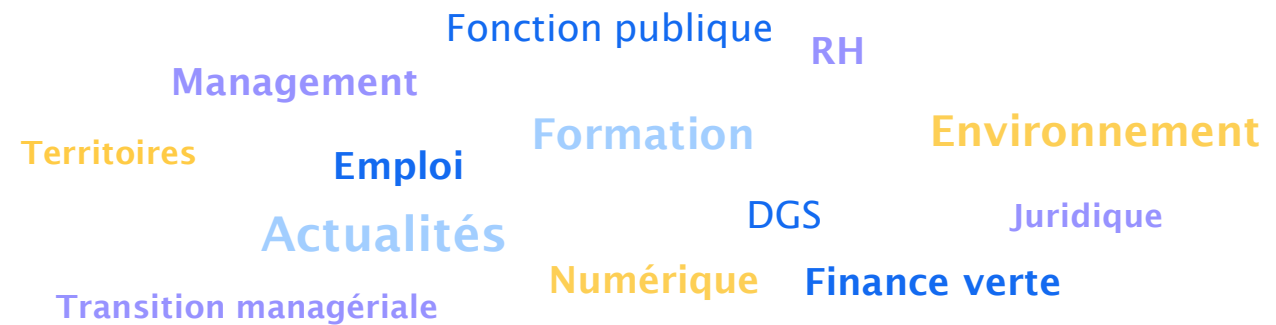 Fonction publique
RH
Management
Formation
Environnement
Territoires
Emploi
DGS
Juridique
Actualités
Numérique
Finance verte
Transition managériale